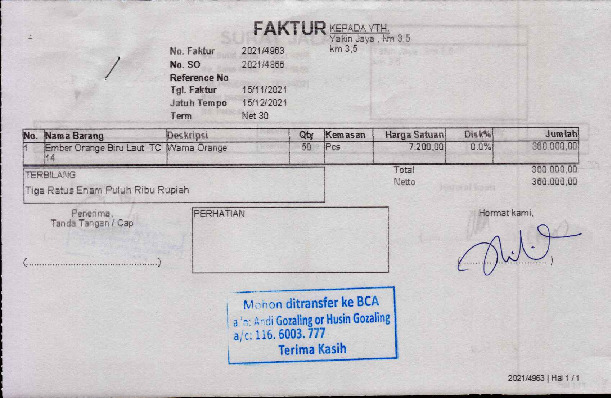 FAKTUR
KEPADA YTH.
Yakin Jaya , km 3,5
km 3,5
No. Faktur 2021/4963
No. SO 2021/4866
Reference No
Tgl. Faktur 15/11/2021
Jatuh Tempo 15/12/2021
Term Net 30
No. Nama Barang Deskripsi Qty Kemasan Harga Satuan Disk% Jumlah
1 Ember Orange Biru Laut TC Warna Orange 50 Pcs 7.200,00 0.0% 360.000,00
14
TERBILANG Total 360.000,00
Netto 360.000,00
Tiga Ratus Enam Puluh Ribu Rupiah
Penerima, PERHATIAN Hormat kami,
Tanda Tangan / Cap
(..........................................)
Mohon ditransfer ke BCA
a/n: Andi Gozaling or Husin Gozaling
a/c: 116. 6003. 777
Terima Kasih
2021/4963 | Hal 1 / 1